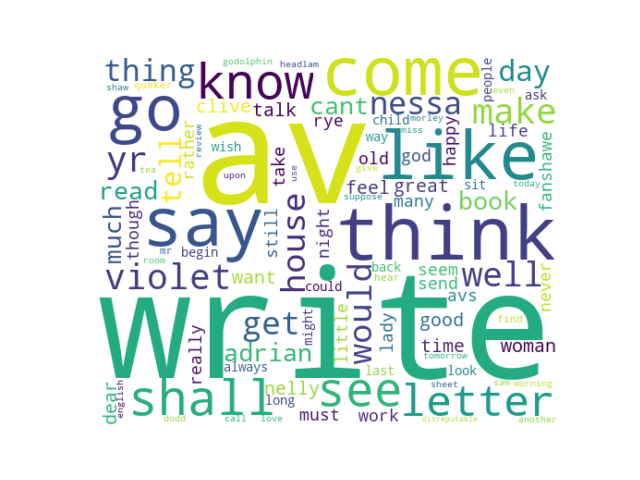 godolphin headlam
thing know come people day
shaw quaker even ask
go av nessa make
clive talk cant rye child morley
review rather tell wish take way miss happy life
yr like
old god
read use feel great sit fanshawe
tea upon give suppose many today book
say house think
much though still night
mr begin
violet room want could would back hear seem send avs well never
write
get might little lady good find
really adrian always time woman
last tomorrow look
dear english shall nelly long see sheet saw morning letter
must work
dodd call love disreputable another